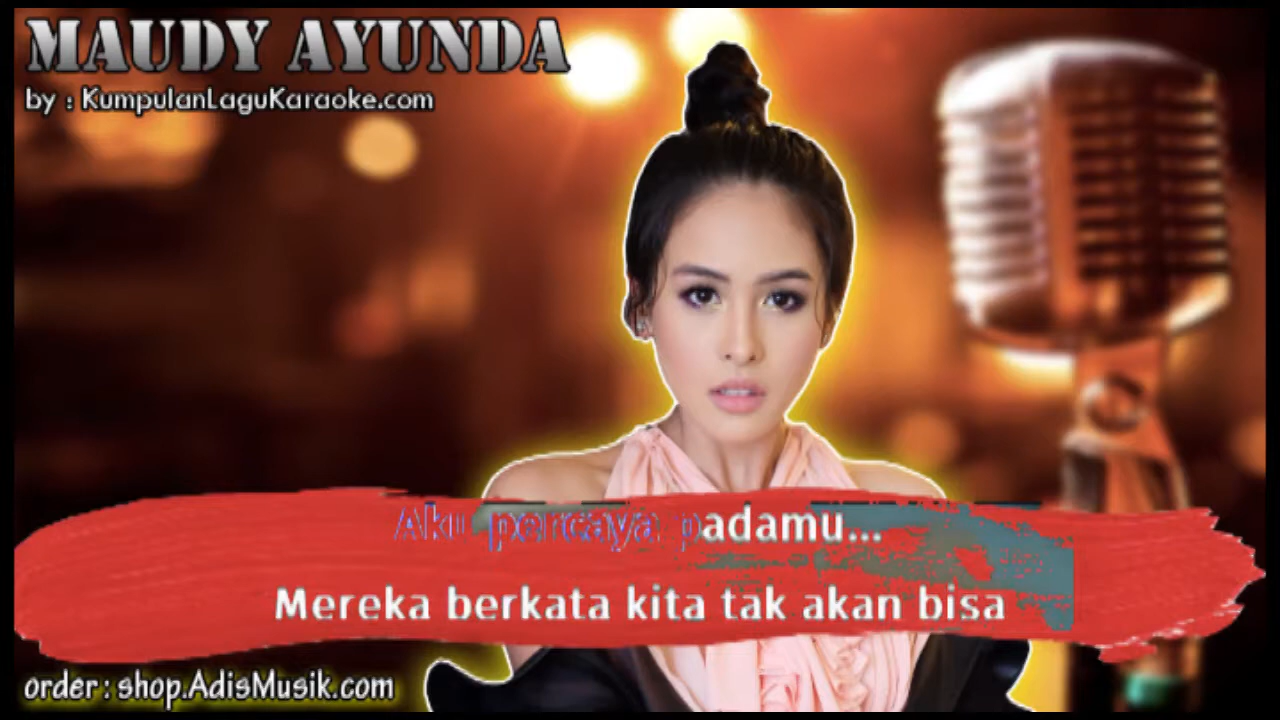 MAUDY AYUNDA
by : KumpulanLaguKaraoke.com
Aku percaya padamu...
Mereka berkata kita tak akan bisa
order : shop.AdisMusik.com